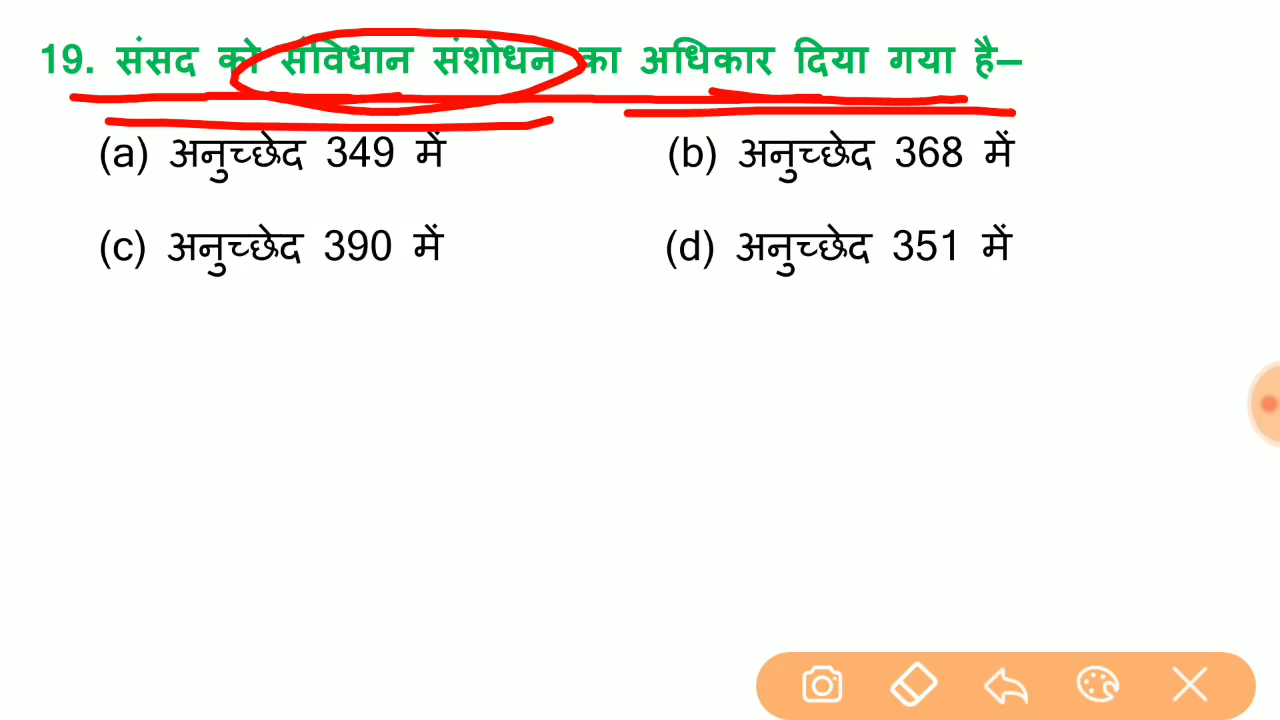 19. संसद को संविधान संशोधन का अधिकार दिया गया है–
(a) अनुच्छेद 349 में (b) अनुच्छेद 368 में
(c) अनुच्छेद 390 में (d) अनुच्छेद 351 में